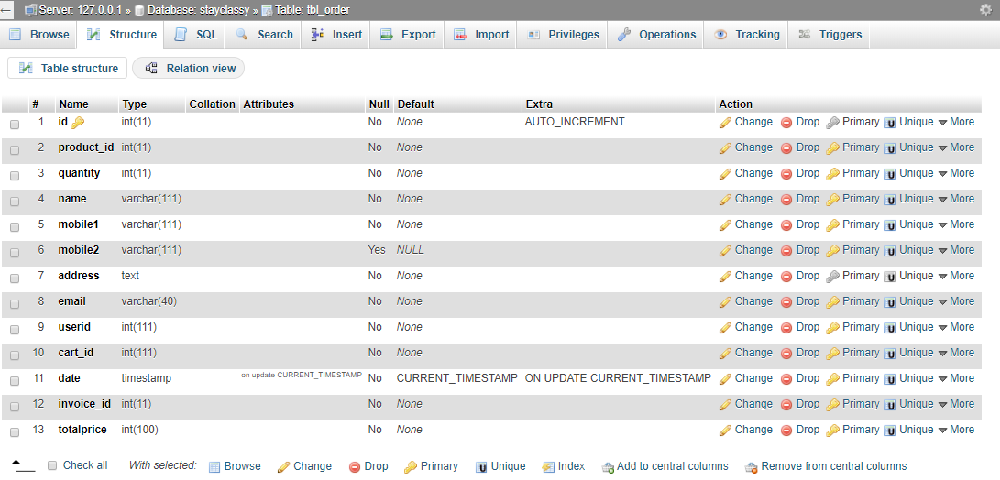 Server: 127.0.0.1 » Database: stayclassy » Table: tbl_order
Browse Structure SQL Search Insert Export Import Privileges Operations Tracking Triggers
Table structure Relation view
# Name Type Collation Attributes Null Default Extra Action
1 id int(11) No None AUTO_INCREMENT Change Drop Primary Unique More
2 product_id int(11) No None Change Drop Primary Unique More
3 quantity int(11) No None Change Drop Primary Unique More
4 name varchar(111) No None Change Drop Primary Unique More
5 mobile1 varchar(111) No None Change Drop Primary Unique More
6 mobile2 varchar(111) Yes NULL Change Drop Primary Unique More
7 address text No None Change Drop Primary Unique More
8 email varchar(40) No None Change Drop Primary Unique More
9 userid int(111) No None Change Drop Primary Unique More
10 cart_id int(111) No None Change Drop Primary Unique More
11 date timestamp on update CURRENT_TIMESTAMP No CURRENT_TIMESTAMP ON UPDATE CURRENT_TIMESTAMP Change Drop Primary Unique More
12 invoice_id int(11) No None Change Drop Primary Unique More
13 totalprice int(100) No None Change Drop Primary Unique More
Check all With selected: Browse Change Drop Primary Unique Index Add to central columns Remove from central columns